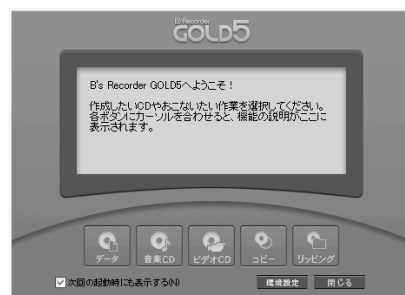 B's Recorder
GOLD5
B's Recorder GOLD5へようこそ！
作成したいCDやおこないたい作業を選択してください。
各ボタンにカーソルを合わせると、機能の説明がここに
表示されます。
データ
音楽CD
ビデオCD
コピー
リッピング
次回の起動時にも表示する(N)
環境設定
閉じる